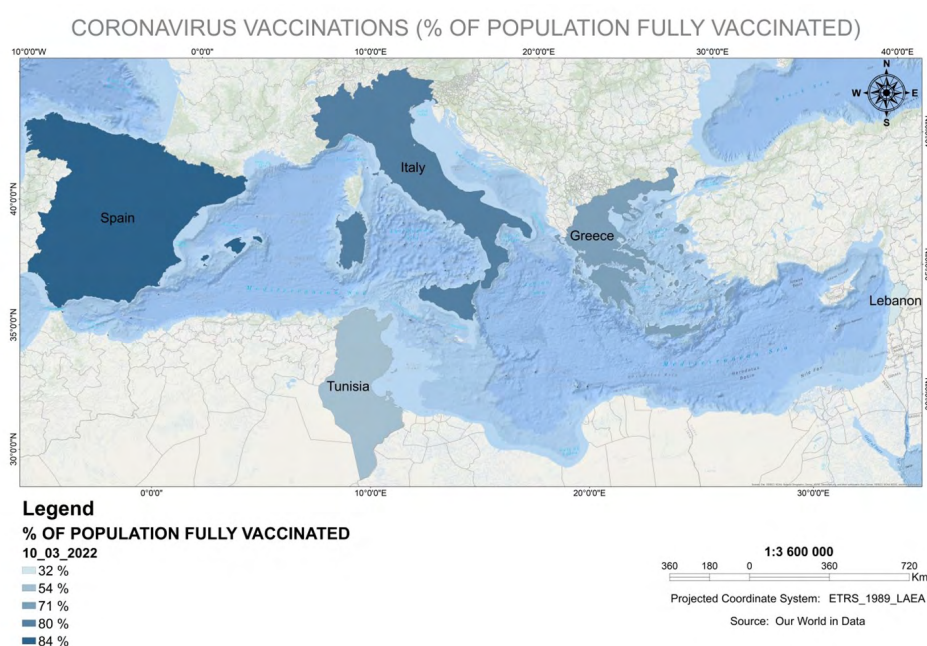 CORONAVIRUS VACCINATIONS (% OF POPULATION FULLY VACCINATED)
10°0'0"W 0°0'0" 10°0'0"E 20°0'0"E 30°0'0"E 40°0'0"E
N
W E
S
40°0'0"N
Italy
Spain
Greece
Lebanon
35°0'0"N
Tunisia
30°0'0"N
0°0'0" 10°0'0"E 20°0'0"E 30°0'0"E
Legend
% OF POPULATION FULLY VACCINATED
10_03_2022
32 %
54 %
71 %
80 %
84 %
1:3 600 000
360 180 0 360 720
Km
Projected Coordinate System: ETRS_1989_LAEA
Source: Our World in Data